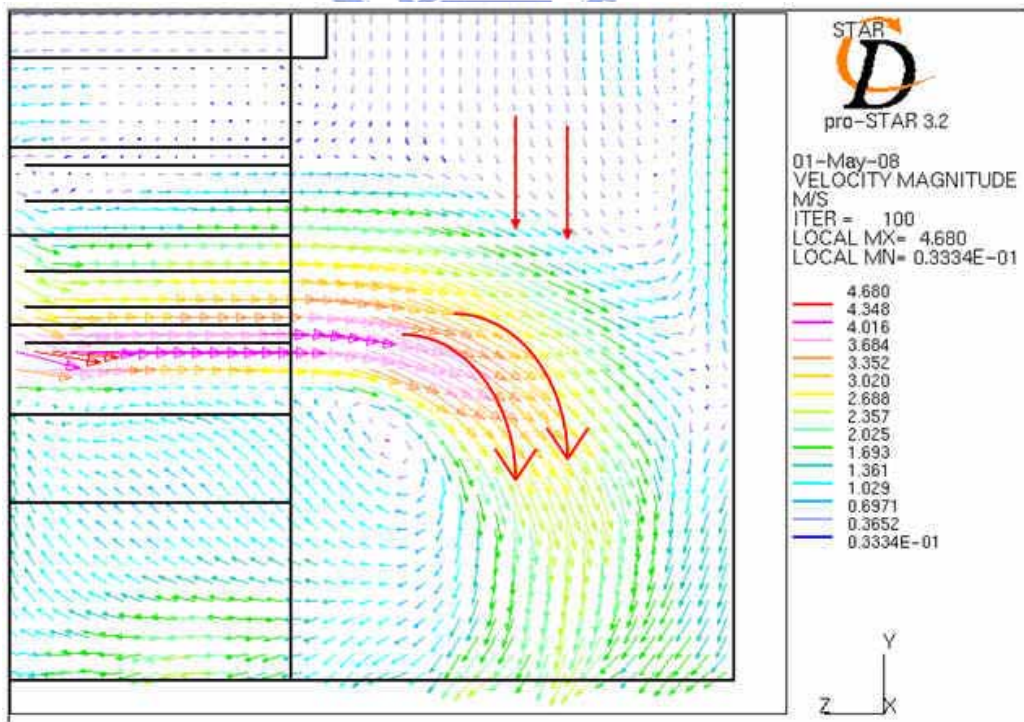 STAR
D
pro-STAR 3.2
01-May-08
VELOCITY MAGNITUDE
M/S
ITER = 100
LOCAL MX= 4.680
LOCAL MN= 0.3334E-01
4.680
4.348
4.016
3.684
3.352
3.020
2.688
2.357
2.025
1.693
1.361
1.029
0.6971
0.3652
0.3334E-01
Y
Z X